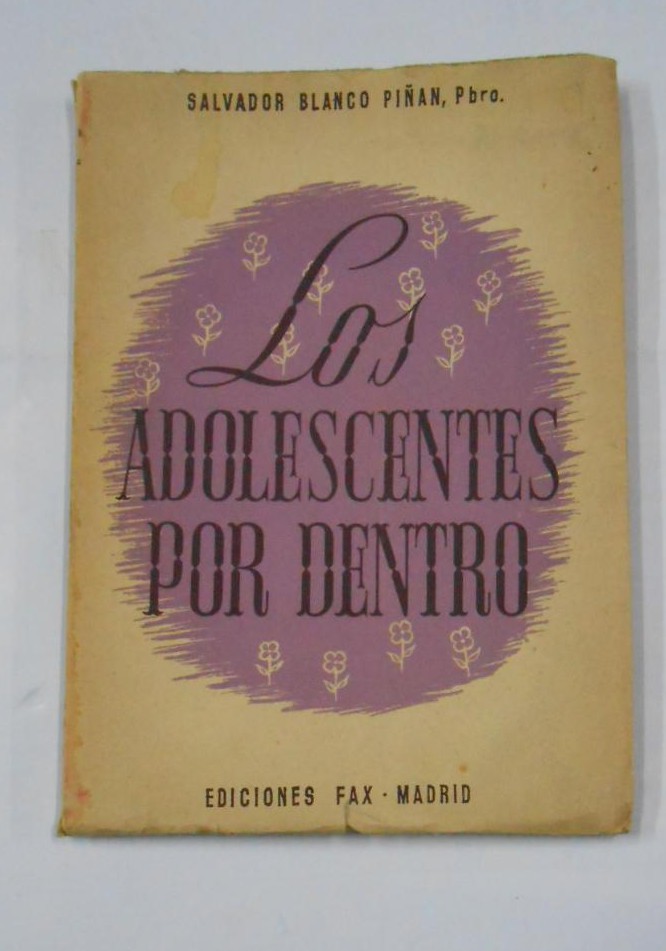 SALVADOR BLANCO PIÑAN, Pbro.
Los
ADOLESCENTES
POR DENTRO
EDICIONES FAX · MADRID